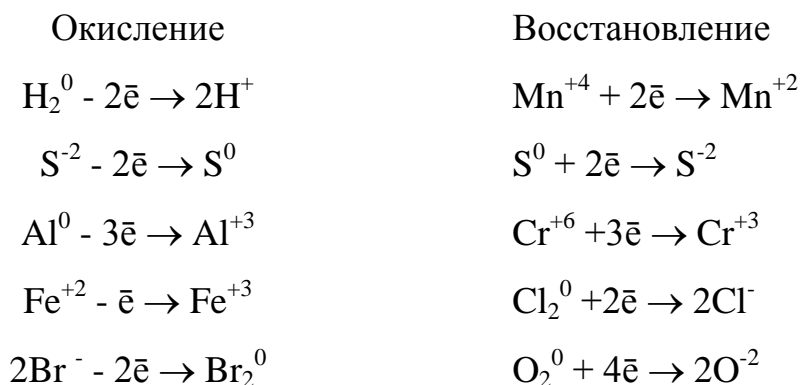 Окисление Восстановление
H₂⁰ - 2ē → 2H⁺ Mn⁺⁴ + 2ē → Mn⁺²
S⁻² - 2ē → S⁰ S⁰ + 2ē → S⁻²
Al⁰ - 3ē → Al⁺³ Cr⁺⁶ +3ē → Cr⁺³
Fe⁺² - ē → Fe⁺³ Cl₂⁰ +2ē → 2Cl⁻
2Br ⁻ - 2ē → Br₂⁰ O₂⁰ + 4ē → 2O⁻²